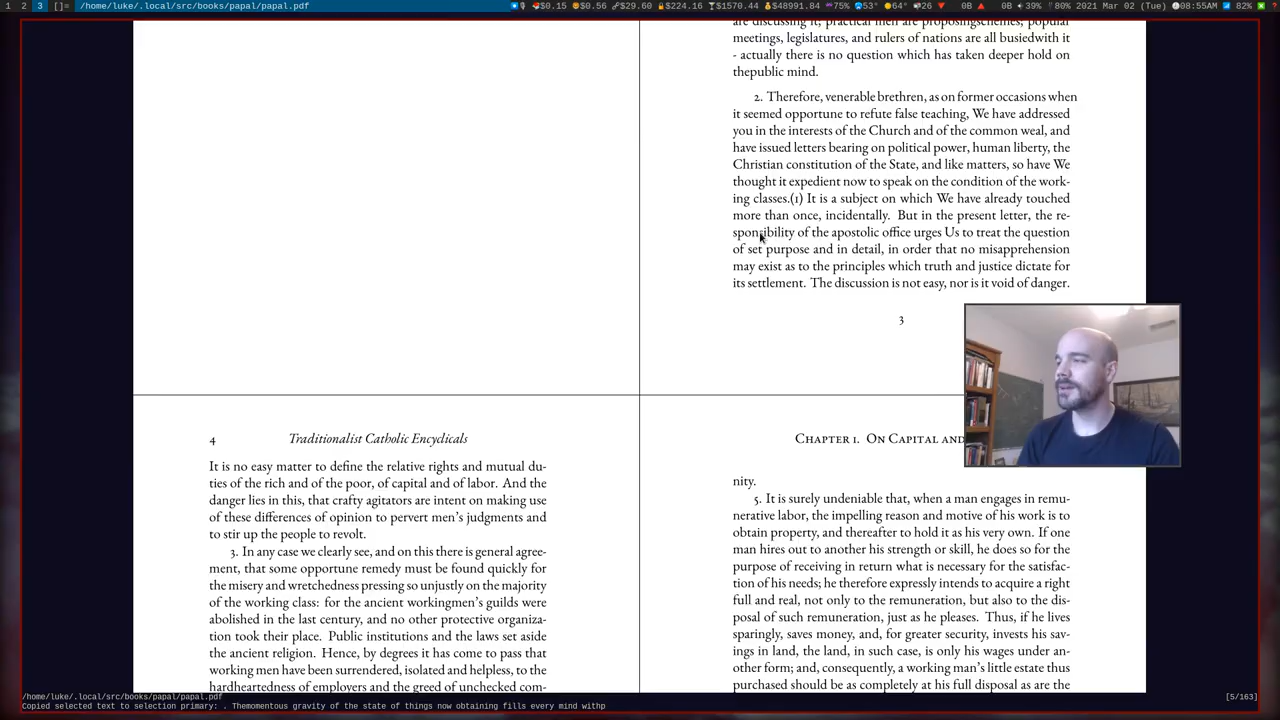 1 2 3 []= /home/luke/.local/src/books/papal/papal.pdf
$0.15 $0.56 $29.60 $224.16 $1570.44 $48991.84 75% 53° 64° 26 0B 0B 39% 80% 2021 Mar 02 (Tue) 08:55AM 82%
are discussing it; practical men are proposingschemes; popular
meetings, legislatures, and rulers of nations are all busiedwith it
- actually there is no question which has taken deeper hold on
thepublic mind.
2. Therefore, venerable brethren, as on former occasions when
it seemed opportune to refute false teaching, We have addressed
you in the interests of the Church and of the common weal, and
have issued letters bearing on political power, human liberty, the
Christian constitution of the State, and like matters, so have We
thought it expedient now to speak on the condition of the work-
ing classes.(1) It is a subject on which We have already touched
more than once, incidentally. But in the present letter, the re-
sponsibility of the apostolic office urges Us to treat the question
of set purpose and in detail, in order that no misapprehension
may exist as to the principles which truth and justice dictate for
its settlement. The discussion is not easy, nor is it void of danger.
3
4 Traditionalist Catholic Encyclicals
It is no easy matter to define the relative rights and mutual du-
ties of the rich and of the poor, of capital and of labor. And the
danger lies in this, that crafty agitators are intent on making use
of these differences of opinion to pervert men's judgments and
to stir up the people to revolt.
3. In any case we clearly see, and on this there is general agree-
ment, that some opportune remedy must be found quickly for
the misery and wretchedness pressing so unjustly on the majority
of the working class: for the ancient workingmen's guilds were
abolished in the last century, and no other protective organiza-
tion took their place. Public institutions and the laws set aside
the ancient religion. Hence, by degrees it has come to pass that
working men have been surrendered, isolated and helpless, to the
hardheartedness of employers and the greed of unchecked com-
Chapter 1. On Capital and
nity.
5. It is surely undeniable that, when a man engages in remu-
nerative labor, the impelling reason and motive of his work is to
obtain property, and thereafter to hold it as his very own. If one
man hires out to another his strength or skill, he does so for the
purpose of receiving in return what is necessary for the satisfac-
tion of his needs; he therefore expressly intends to acquire a right
full and real, not only to the remuneration, but also to the dis-
posal of such remuneration, just as he pleases. Thus, if he lives
sparingly, saves money, and, for greater security, invests his sav-
ings in land, the land, in such case, is only his wages under an-
other form; and, consequently, a working man's little estate thus
purchased should be as completely at his full disposal as are the
/home/luke/.local/src/books/papal/papal.pdf [5/163]
Copied selected text to selection primary: . Themomentous gravity of the state of things now obtaining fills every mind withp